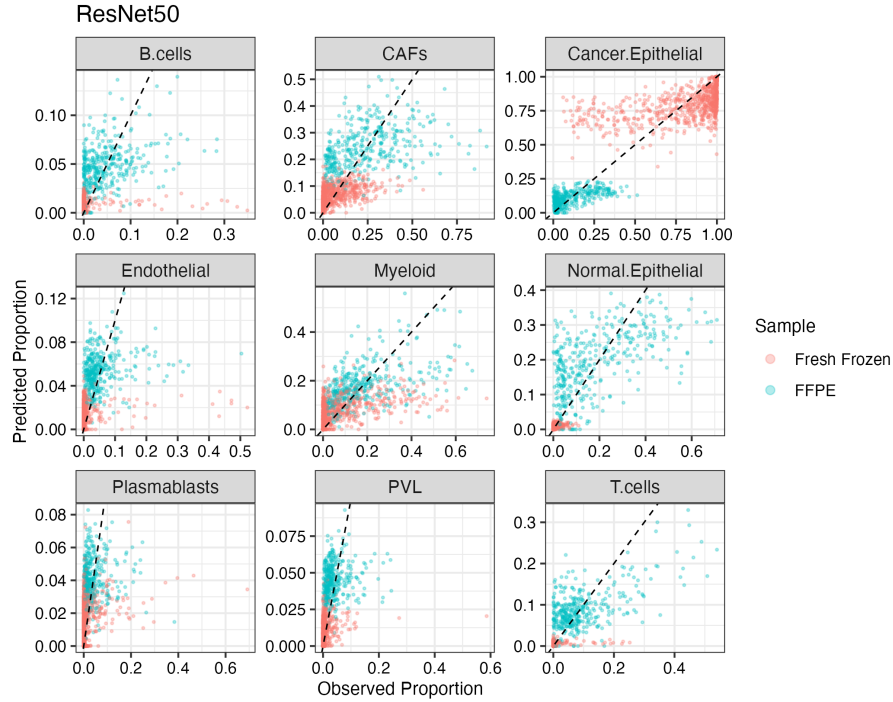 ResNet50
B.cells
CAFs
Cancer.Epithelial
0.10
0.05
0.00
0.5
0.4
0.3
0.2
0.1
0.0
1.00
0.75
0.50
0.25
0.00
0.0 0.1 0.2 0.3
0.00 0.25 0.50 0.75
0.00 0.25 0.50 0.75 1.00
Endothelial
Myeloid
Normal.Epithelial
0.12
0.08
0.04
0.00
0.4
0.2
0.0
0.4
0.3
0.2
0.1
0.0
0.0 0.1 0.2 0.3 0.4 0.5
0.0 0.2 0.4 0.6
0.0 0.2 0.4 0.6
Plasmablasts
PVL
T.cells
0.08
0.06
0.04
0.02
0.00
0.075
0.050
0.025
0.000
0.3
0.2
0.1
0.0
0.0 0.2 0.4 0.6
0.0 0.2 0.4 0.6
0.0 0.2 0.4
Predicted Proportion
Observed Proportion
Sample
Fresh Frozen
FFPE